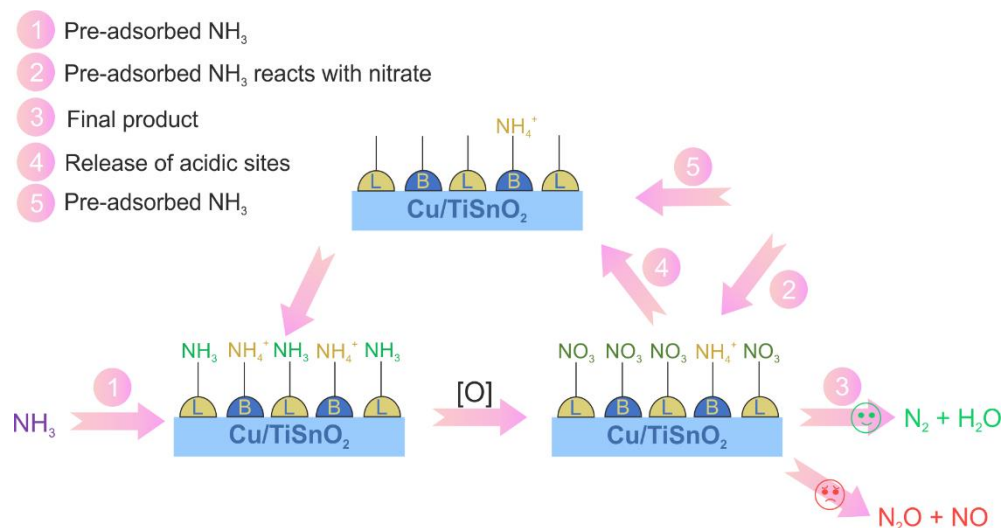 1 Pre-adsorbed NH₃
2 Pre-adsorbed NH₃ reacts with nitrate
3 Final product
4 Release of acidic sites
5 Pre-adsorbed NH₃
NH₄⁺
L B L B L
Cu/TiSnO₂
5
4
2
NH₃ NH₄⁺ NH₃ NH₄⁺ NH₃
NO₃ NO₃ NO₃ NH₄⁺ NO₃
1
[O]
3
NH₃
L B L B L
L B L B L
N₂ + H₂O
Cu/TiSnO₂
Cu/TiSnO₂
N₂O + NO